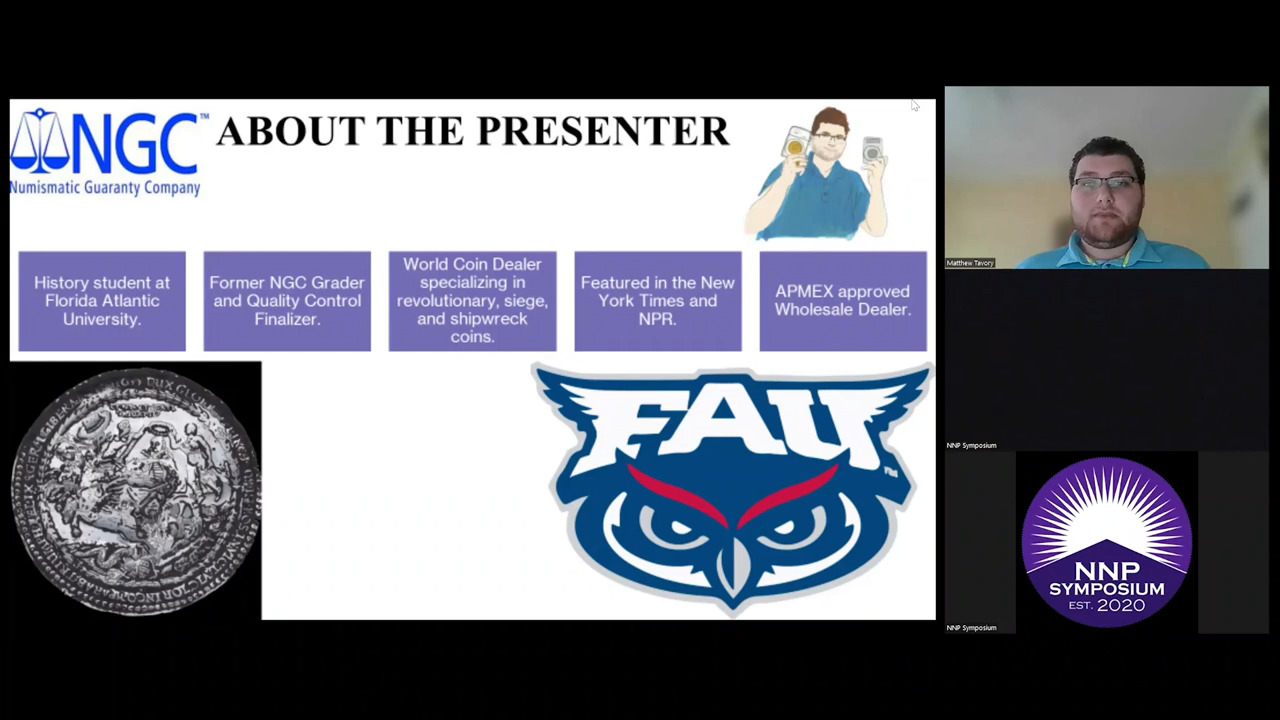 NGC™
Numismatic Guaranty Company
ABOUT THE PRESENTER
History student at
Florida Atlantic
University.
Former NGC Grader
and Quality Control
Finalizer.
World Coin Dealer
specializing in
revolutionary, siege,
and shipwreck
coins.
Featured in the New
York Times and
NPR.
APMEX approved
Wholesale Dealer.
FAU™
Matthew Tavory
NNP Symposium
NNP
SYMPOSIUM
EST. 2020
NNP Symposium